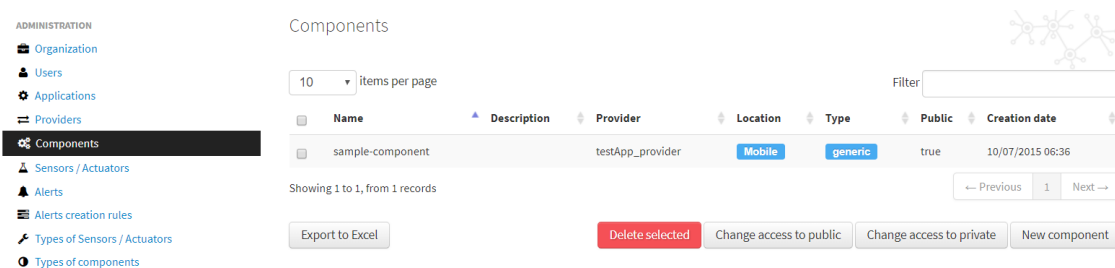 ADMINISTRATION
Organization
Users
Applications
Providers
Components
Sensors / Actuators
Alerts
Alerts creation rules
Types of Sensors / Actuators
Types of components
Components
10 items per page
Filter
Name Description Provider Location Type Public Creation date
sample-component testApp_provider Mobile generic true 10/07/2015 06:36
Showing 1 to 1, from 1 records
← Previous 1 Next →
Export to Excel Delete selected Change access to public Change access to private New component